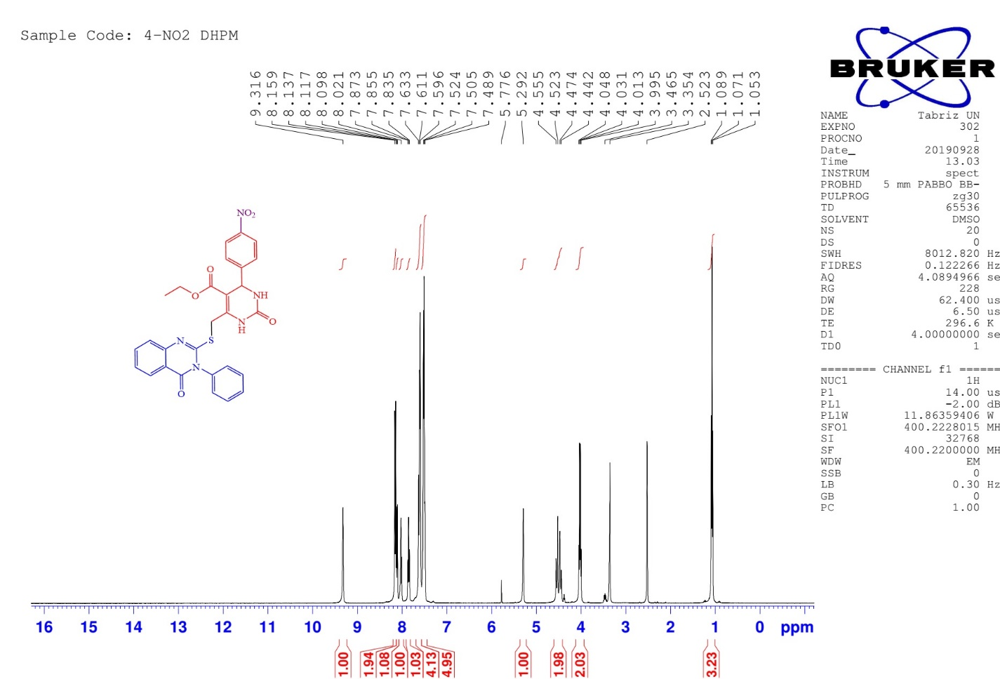 Sample Code: 4-NO2 DHPM
9.316
8.159
8.137
8.117
8.098
8.021
7.873
7.855
7.835
7.633
7.611
7.596
7.524
7.505
7.489
5.776
5.292
4.555
4.523
4.474
4.442
4.048
4.031
4.013
3.995
3.465
3.354
2.523
1.089
1.071
1.053
BRUKER
NAME Tabriz UN
EXPNO 302
PROCNO 1
Date_ 20190928
Time 13.03
INSTRUM spect
PROBHD 5 mm PABBO BB-
PULPROG zg30
TD 65536
SOLVENT DMSO
NS 20
DS 0
SWH 8012.820 Hz
FIDRES 0.122266 Hz
AQ 4.0894966 se
RG 228
DW 62.400 us
DE 6.50 us
TE 296.6 K
D1 4.00000000 se
TD0 1
======== CHANNEL f1 ======
NUC1 1H
P1 14.00 us
PL1 -2.00 dB
PL1W 11.86359406 W
SFO1 400.2228015 MH
SI 32768
SF 400.2200000 MH
WDW EM
SSB 0
LB 0.30 Hz
GB 0
PC 1.00
NO2
O
O
NH
N
H
O
S
N
N
O
16 15 14 13 12 11 10 9 8 7 6 5 4 3 2 1 0 ppm
1.00
1.94
1.08
1.00
1.03
4.13
4.95
1.00
1.98
2.03
3.23